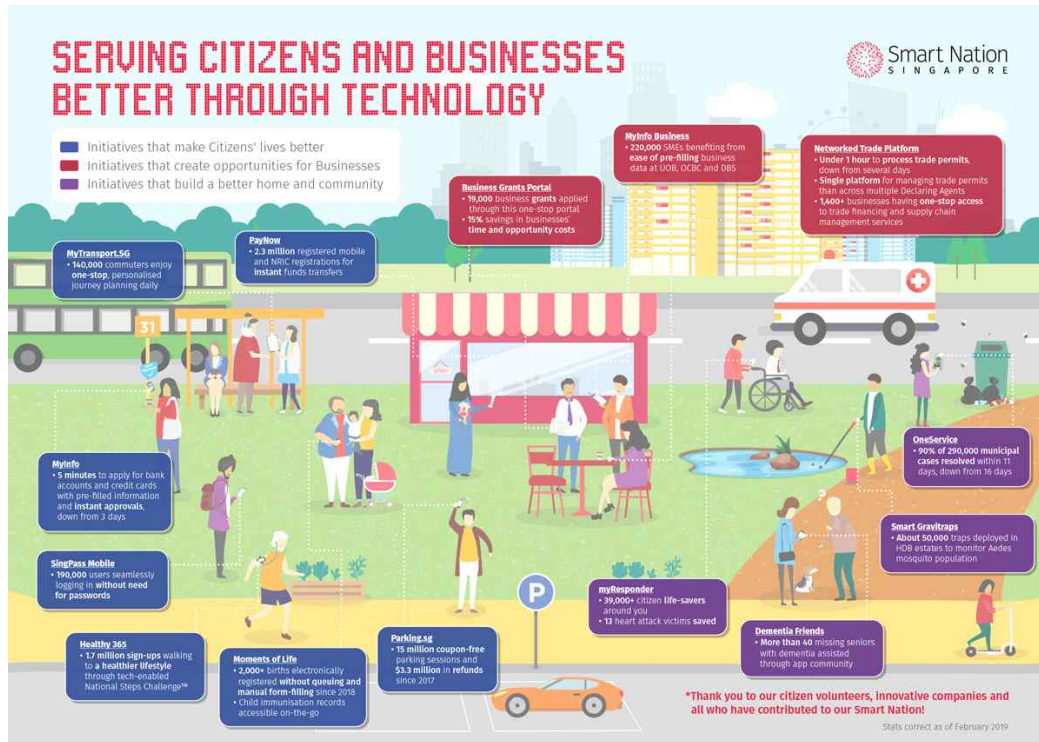 SERVING CITIZENS AND BUSINESSES
BETTER THROUGH TECHNOLOGY
Smart Nation
SINGAPORE
Initiatives that make Citizens' lives better
Initiatives that create opportunities for Businesses
Initiatives that build a better home and community
MyInfo Business
• 220,000 SMEs benefiting from
ease of pre-filling business
data at UOB, OCBC and DBS
Networked Trade Platform
• Under 1 hour to process trade permits,
down from several days
• Single platform for managing trade permits
than across multiple Declaring Agents
• 1,400+ businesses having one-stop access
to trade financing and supply chain
management services
Business Grants Portal
• 19,000 business grants applied
through this one-stop portal
• 15% savings in businesses'
time and opportunity costs
PayNow
• 2.3 million registered mobile
and NRIC registrations for
instant funds transfers
MyTransport.SG
• 140,000 commuters enjoy
one-stop, personalised
journey planning daily
31
OPEN
MyInfo
• 5 minutes to apply for bank
accounts and credit cards
with pre-filled information
and instant approvals,
down from 3 days
OneService
• 90% of 290,000 municipal
cases resolved within 11
days, down from 16 days
Smart Gravitraps
• About 50,000 traps deployed in
HDB estates to monitor Aedes
mosquito population
SingPass Mobile
• 190,000 users seamlessly
logging in without need
for passwords
P
myResponder
• 39,000+ citizen life-savers
around you
• 13 heart attack victims saved
Dementia Friends
• More than 40 missing seniors
with dementia assisted
through app community
Healthy 365
• 1.7 million sign-ups walking
to a healthier lifestyle
through tech-enabled
National Steps Challenge™
Moments of Life
• 2,000+ births electronically
registered without queuing and
manual form-filling since 2018
• Child immunisation records
accessible on-the-go
Parking.sg
• 15 million coupon-free
parking sessions and
$3.3 million in refunds
since 2017
*Thank you to our citizen volunteers, innovative companies and
all who have contributed to our Smart Nation!
Stats correct as of February 2019